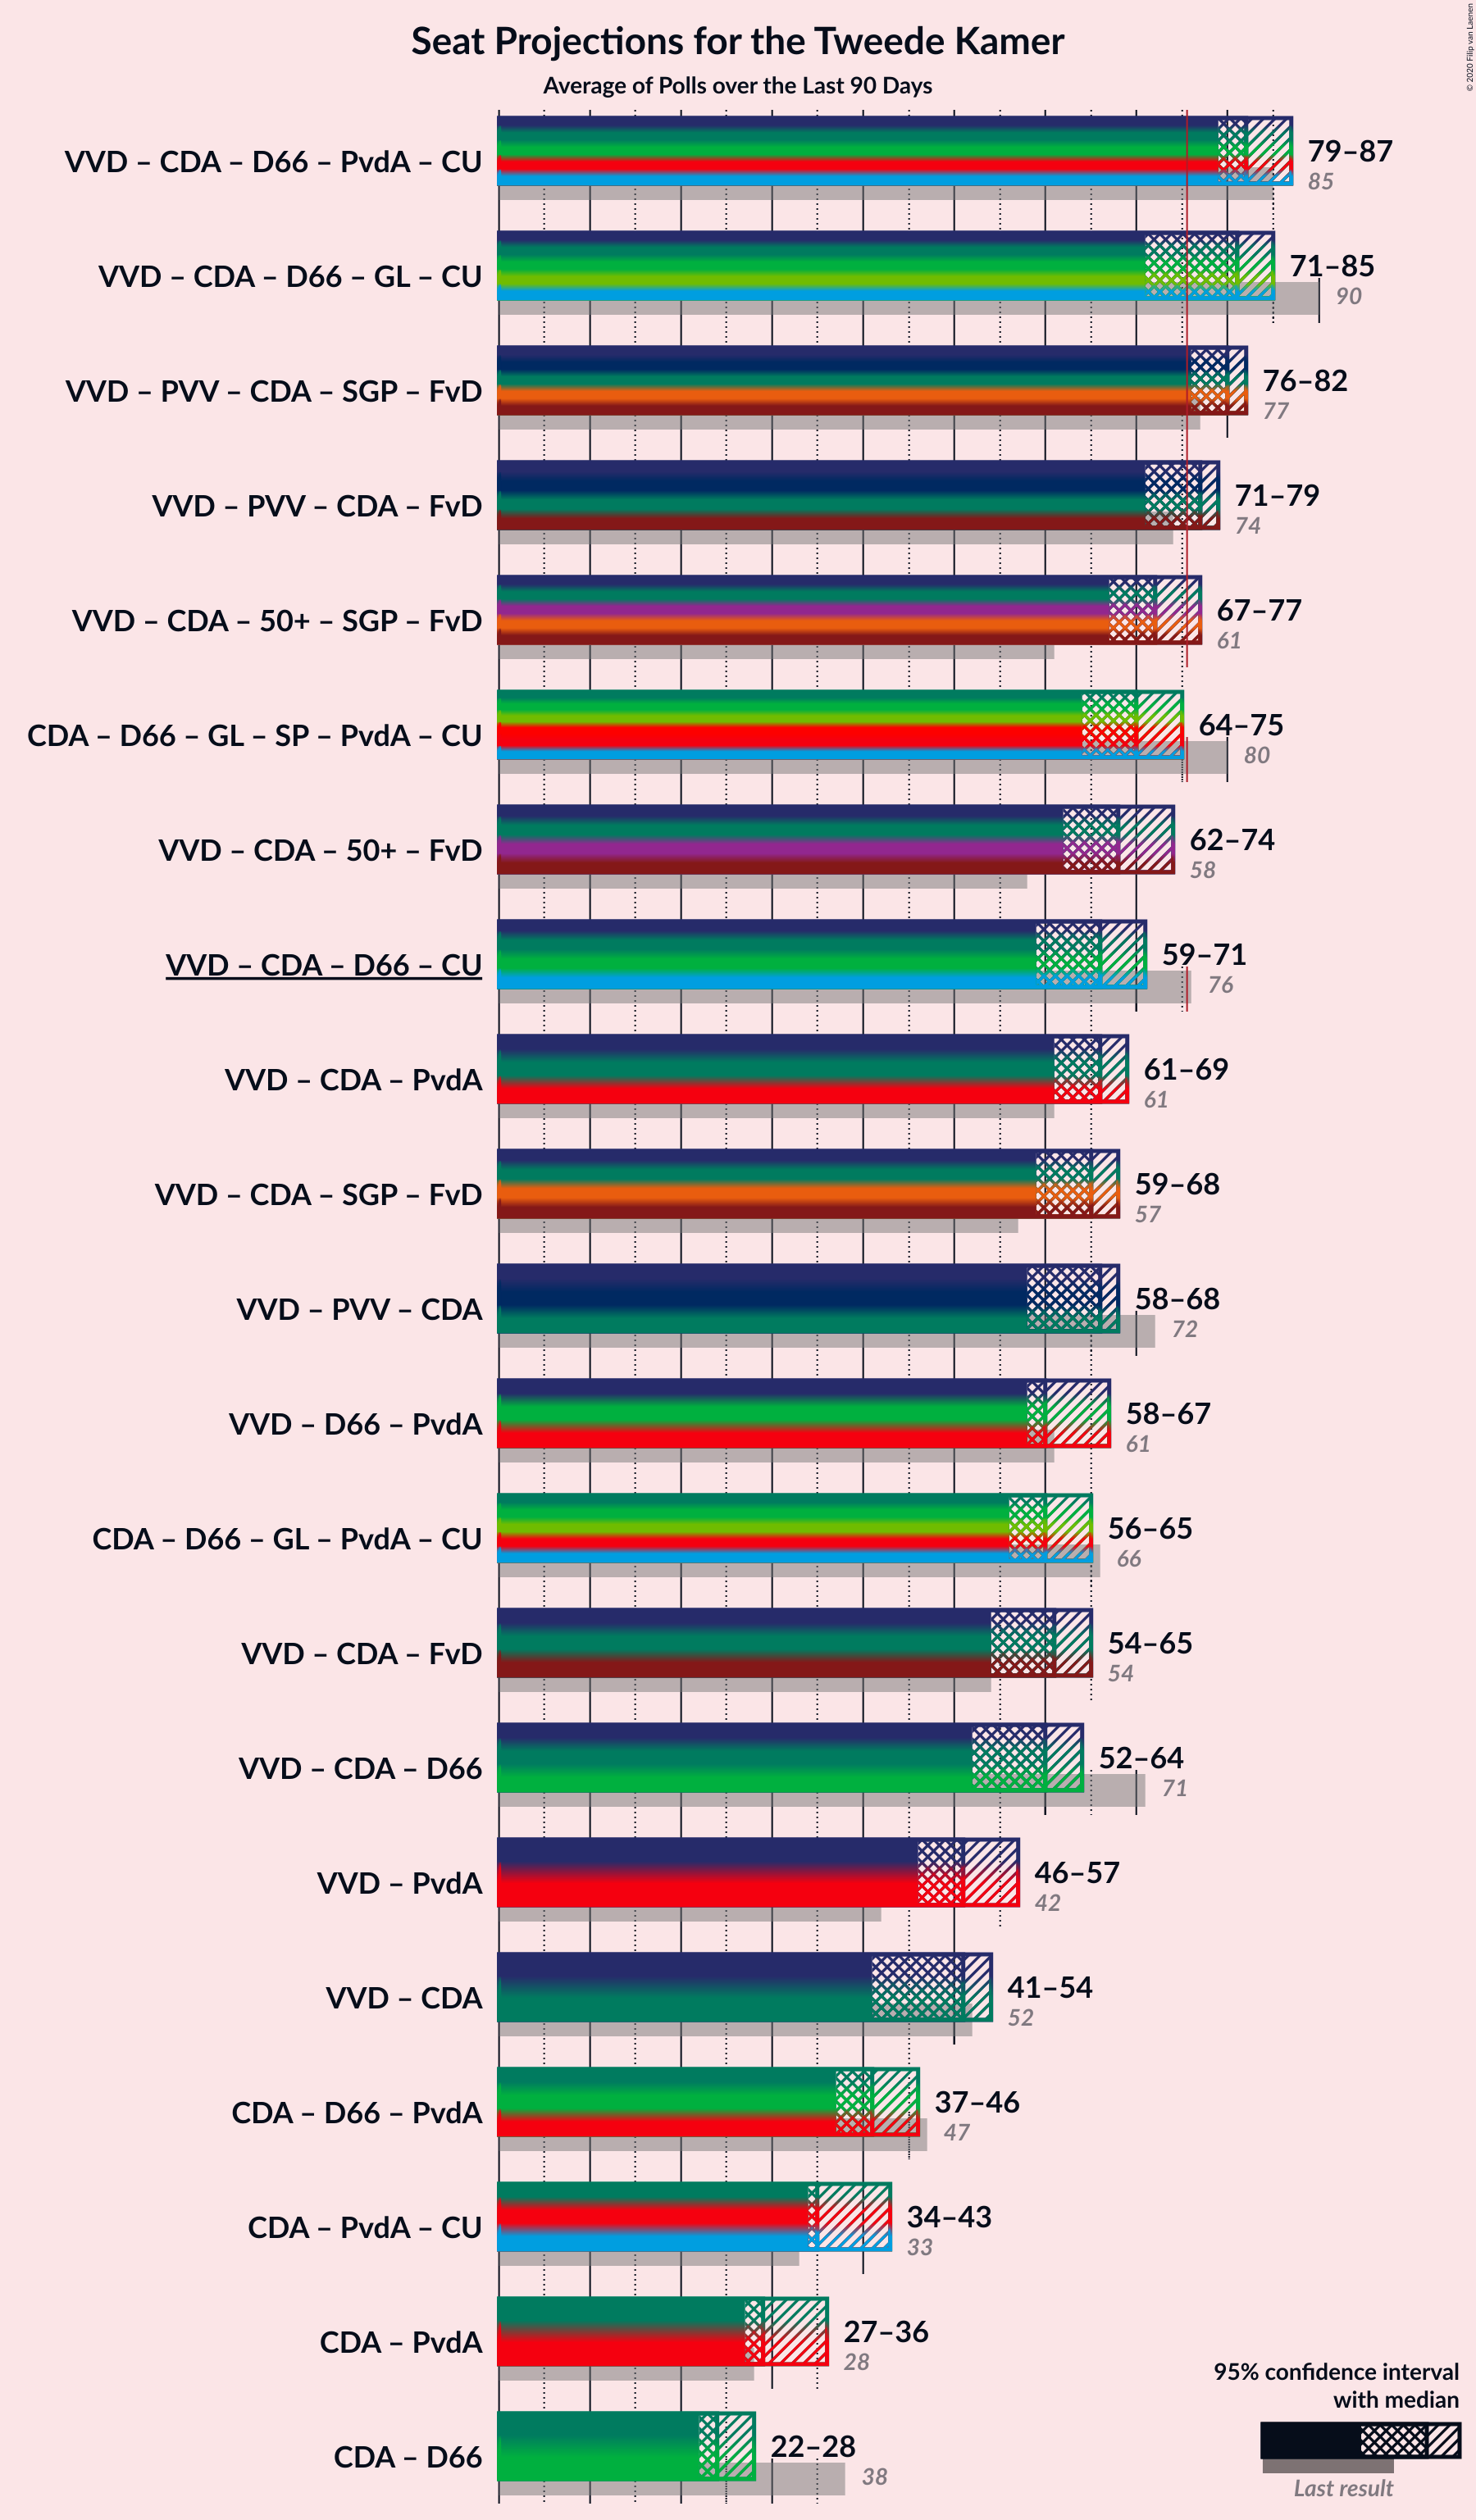 © 2020 Filip van Laenen
Seat Projections for the Tweede Kamer
Average of Polls over the Last 90 Days
VVD – CDA – D66 – PvdA – CU 79–87
85
VVD – CDA – D66 – GL – CU 71–85
90
VVD – PVV – CDA – SGP – FvD 76–82
77
VVD – PVV – CDA – FvD 71–79
74
VVD – CDA – 50+ – SGP – FvD 67–77
61
CDA – D66 – GL – SP – PvdA – CU 64–75
80
VVD – CDA – 50+ – FvD 62–74
58
VVD – CDA – D66 – CU 59–71
76
VVD – CDA – PvdA 61–69
61
VVD – CDA – SGP – FvD 59–68
57
VVD – PVV – CDA 58–68
72
VVD – D66 – PvdA 58–67
61
CDA – D66 – GL – PvdA – CU 56–65
66
VVD – CDA – FvD 54–65
54
VVD – CDA – D66 52–64
71
VVD – PvdA 46–57
42
VVD – CDA 41–54
52
CDA – D66 – PvdA 37–46
47
CDA – PvdA – CU 34–43
33
CDA – PvdA 27–36
28
CDA – D66 22–28
38
95% confidence interval
with median
Last result